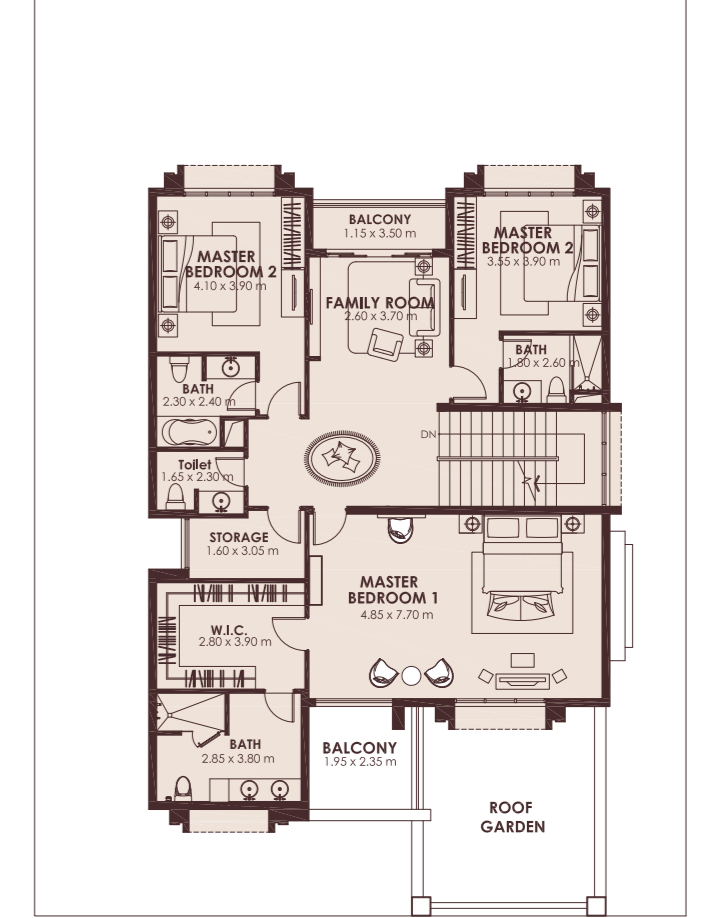 BALCONY
1.15 x 3.50 m
MASTER
BEDROOM 2
4.10 x 3.90 m
MASTER
BEDROOM 2
3.55 x 3.90 m
FAMILY ROOM
2.60 x 3.70 m
BATH
1.80 x 2.60 m
BATH
2.30 x 2.40 m
DN
Toilet
1.65 x 2.30 m
STORAGE
1.60 x 3.05 m
MASTER
BEDROOM 1
4.85 x 7.70 m
W.I.C.
2.80 x 3.90 m
BATH
2.85 x 3.80 m
BALCONY
1.95 x 2.35 m
ROOF
GARDEN